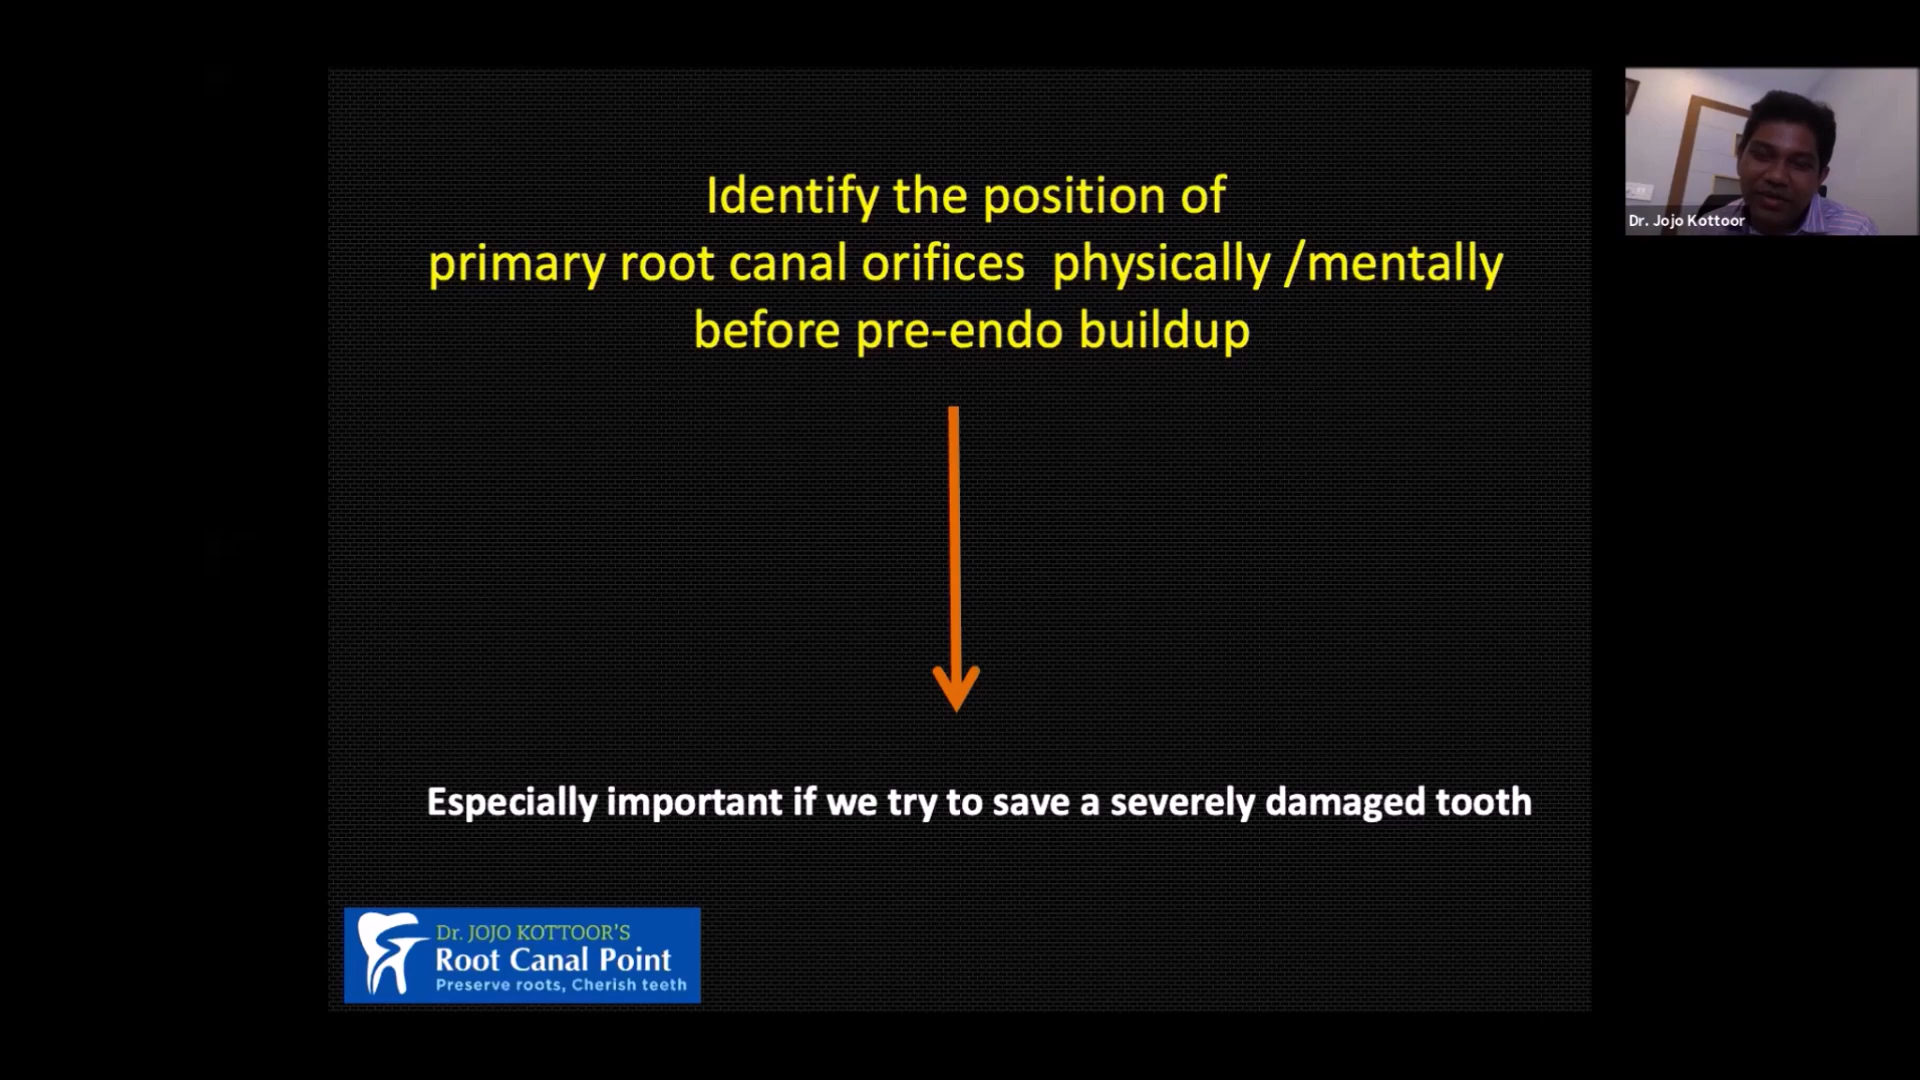 Identify the position of
primary root canal orifices physically /mentally
before pre-endo buildup
Especially important if we try to save a severely damaged tooth
Dr. JOJO KOTTOOR'S
Root Canal Point
Preserve roots, Cherish teeth
Dr. Jojo Kottoor